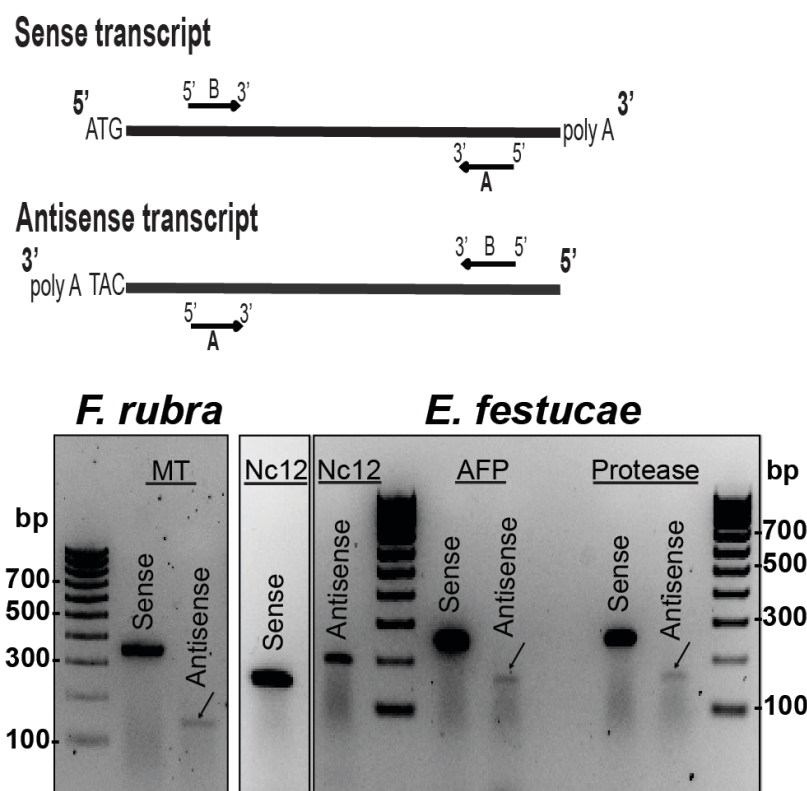 Sense transcript
5’ B 3’
5’ 3’
ATG poly A
3’ 5’
A
Antisense transcript
3’ B 5’
3’ 5’
poly A TAC
5’ 3’
A
F. rubra E. festucae
MT Nc12 Nc12 AFP Protease
bp bp
Sense Antisense Sense Antisense Sense Antisense Sense Antisense
700 700
500 500
300 300
100 100